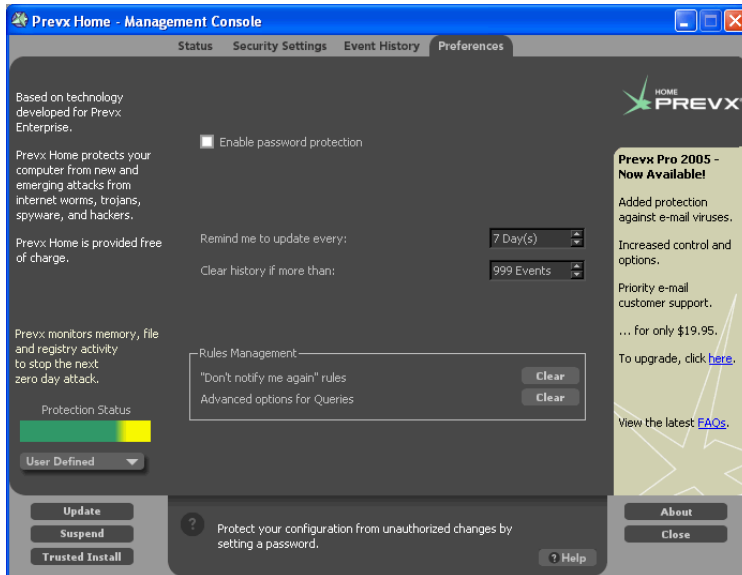 Prevx Home - Management Console
Status Security Settings Event History Preferences
Based on technology
developed for Prevx
Enterprise.
Prevx Home protects your
computer from new and
emerging attacks from
internet worms, trojans,
spyware, and hackers.
Prevx Home is provided free
of charge.
Prevx monitors memory, file
and registry activity
to stop the next
zero day attack.
Protection Status
User Defined
Update
Suspend
Trusted Install
Enable password protection
Remind me to update every: 7 Day(s)
Clear history if more than: 999 Events
Rules Management
"Don't notify me again" rules Clear
Advanced options for Queries Clear
? Protect your configuration from unauthorized changes by
setting a password.
? Help
HOME
PREVX
Prevx Pro 2005 -
Now Available!
Added protection
against e-mail viruses.
Increased control and
options.
Priority e-mail
customer support.
... for only $19.95.
To upgrade, click here.
View the latest FAQs.
About
Close